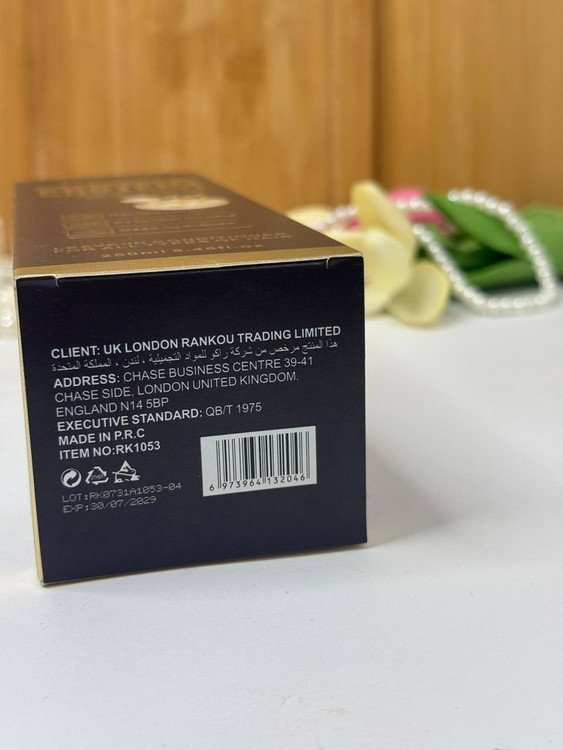 250ml
CLIENT: UK LONDON RANKOU TRADING LIMITED
هذا المنتج مرخص من شركة راكو للمواد التجميلية ، لندن ، المملكة المتحدة
ADDRESS: CHASE BUSINESS CENTRE 39-41
CHASE SIDE, LONDON UNITED KINGDOM.
ENGLAND N14 5BP
EXECUTIVE STANDARD: QB/T 1975
MADE IN P.R.C
ITEM NO:RK1053
LOT:RK0731A1053-04
EXP:30/07/2029
6 973964 132046